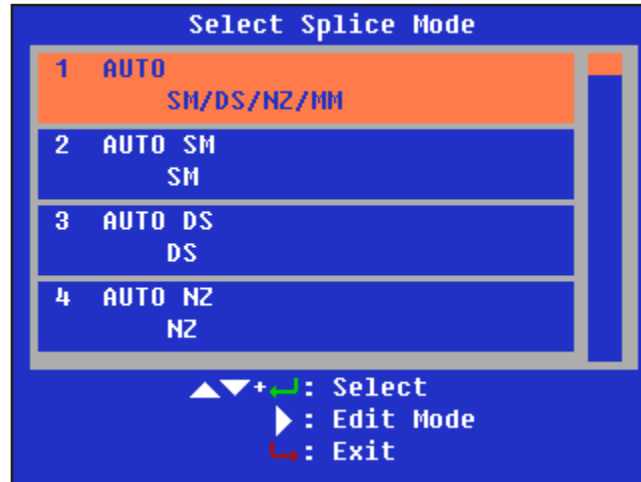 Select Splice Mode
1 AUTO
SM/DS/NZ/MM
2 AUTO SM
SM
3 AUTO DS
DS
4 AUTO NZ
NZ
▲▼+↵: Select
▶: Edit Mode
↳: Exit